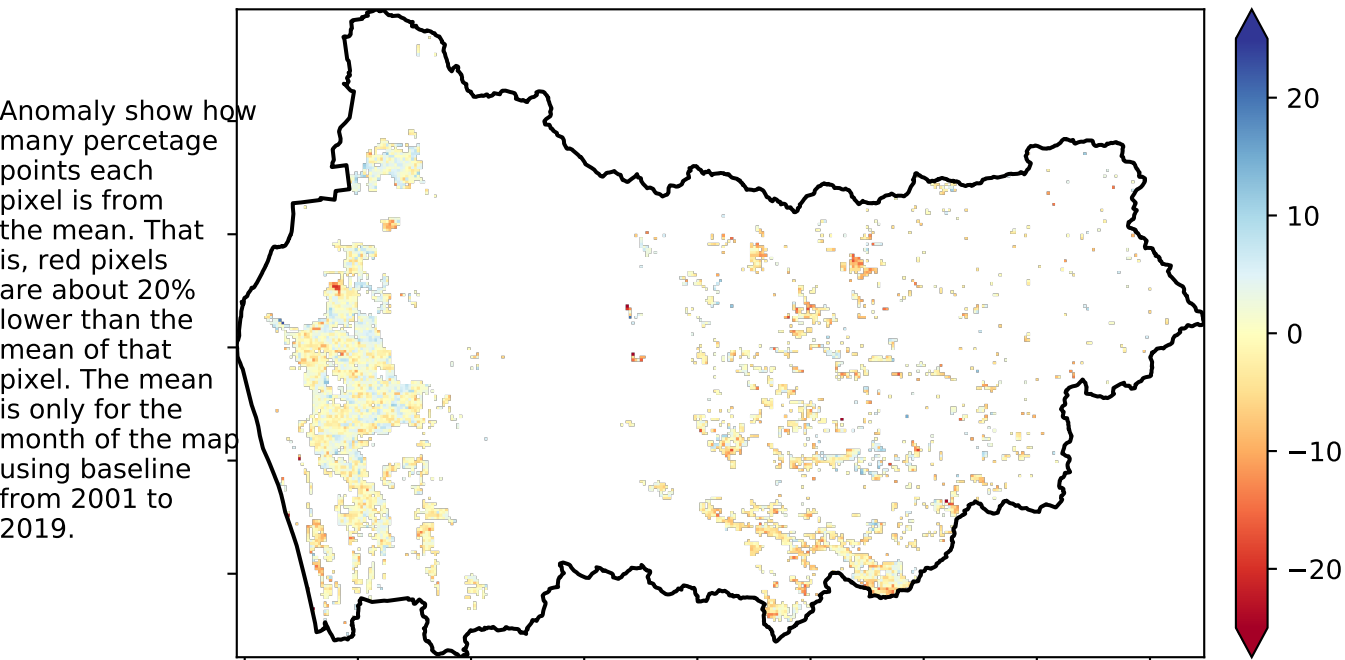 Anomaly show how
many percetage
points each
pixel is from
the mean. That
is, red pixels
are about 20%
lower than the
mean of that
pixel. The mean
is only for the
month of the map
using baseline
from 2001 to
2019.
20
10
0
−10
−20